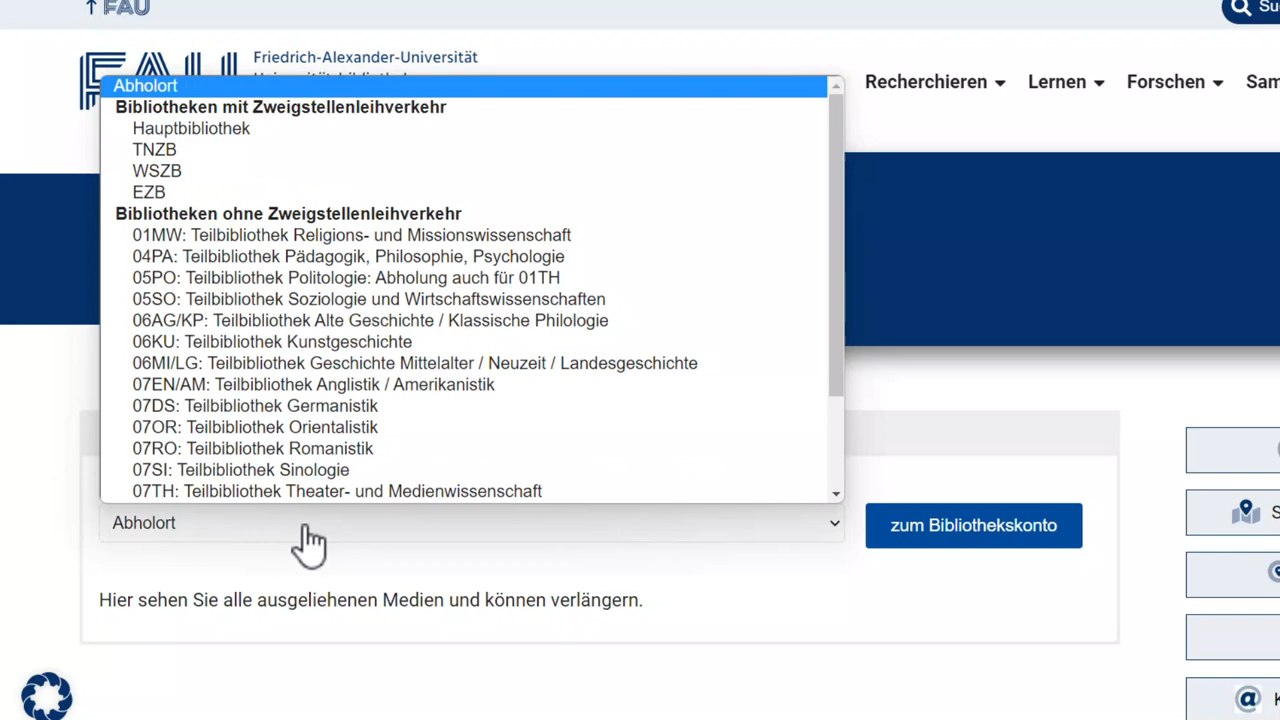 ↑ FAU
Friedrich-Alexander-Universität
Recherchieren
Lernen
Forschen
Abholort
Bibliotheken mit Zweigstellenleihverkehr
Hauptbibliothek
TNZB
WSZB
EZB
Bibliotheken ohne Zweigstellenleihverkehr
01MW: Teilbibliothek Religions- und Missionswissenschaft
04PA: Teilbibliothek Pädagogik, Philosophie, Psychologie
05PO: Teilbibliothek Politologie: Abholung auch für 01TH
05SO: Teilbibliothek Soziologie und Wirtschaftswissenschaften
06AG/KP: Teilbibliothek Alte Geschichte / Klassische Philologie
06KU: Teilbibliothek Kunstgeschichte
06MI/LG: Teilbibliothek Geschichte Mittelalter / Neuzeit / Landesgeschichte
07EN/AM: Teilbibliothek Anglistik / Amerikanistik
07DS: Teilbibliothek Germanistik
07OR: Teilbibliothek Orientalistik
07RO: Teilbibliothek Romanistik
07SI: Teilbibliothek Sinologie
07TH: Teilbibliothek Theater- und Medienwissenschaft
Abholort
zum Bibliothekskonto
Hier sehen Sie alle ausgeliehenen Medien und können verlängern.